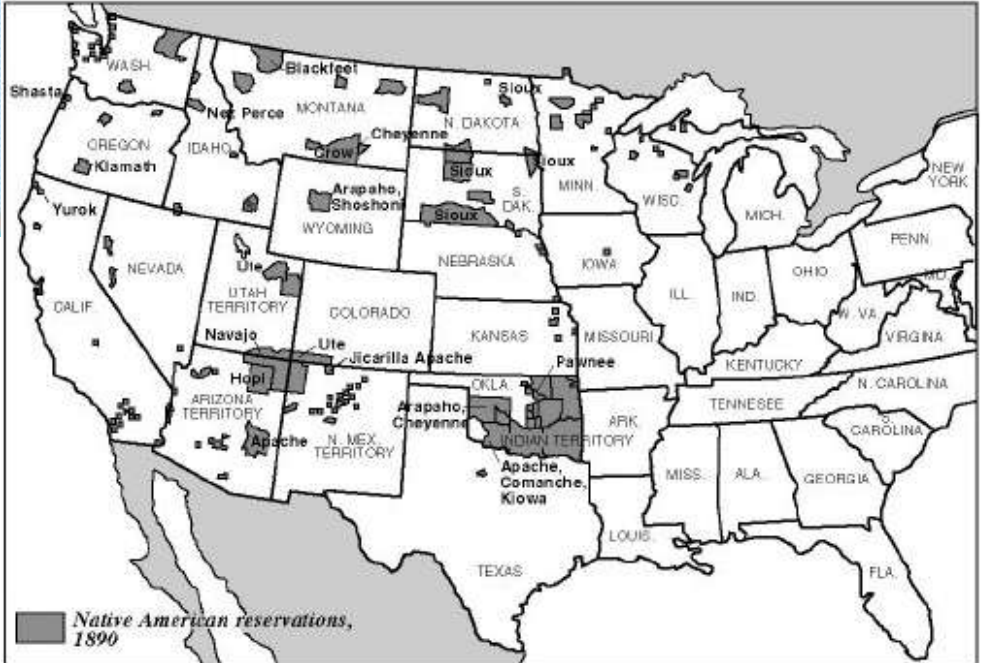 WASH.
Blackfeet
Shasta
MONTANA
Sioux
Nez Perce
N. DAKOTA
OREGON
IDAHO
Cheyenne
Crow
Klamath
Sioux
Sioux
NEW
YORK
Arapaho,
Shoshoni
S.
DAK.
MINN.
WISC.
MICH.
Yurok
WYOMING
Sioux
PENN.
NEVADA
NEBRASKA
IOWA
OHIO
MD.
Ute
UTAH
TERRITORY
ILL.
IND.
W. VA.
CALIF.
COLORADO
KANSAS
MISSOURI
VIRGINA
Navajo
Ute
Jicarilla Apache
Pawnee
KENTUCKY
Hopi
OKLA.
N. CAROLINA
ARIZONA
TERRITORY
Arapaho,
Cheyenne
ARK.
TENNESEE
S.
CAROLINA
Apache
N. MEX.
TERRITORY
INDIAN TERRITORY
Apache,
Comanche,
Kiowa
MISS.
ALA.
GEORGIA
LOUIS.
TEXAS
FLA.
Native American reservations,
1890